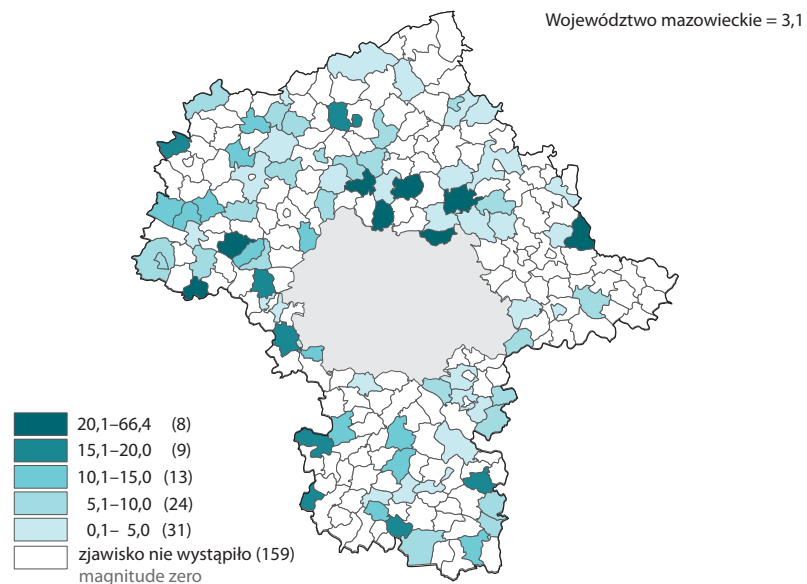 Województwo mazowieckie = 3,1
20,1–66,4 (8)
15,1–20,0 (9)
10,1–15,0 (13)
5,1–10,0 (24)
0,1– 5,0 (31)
zjawisko nie wystąpiło (159)
magnitude zero